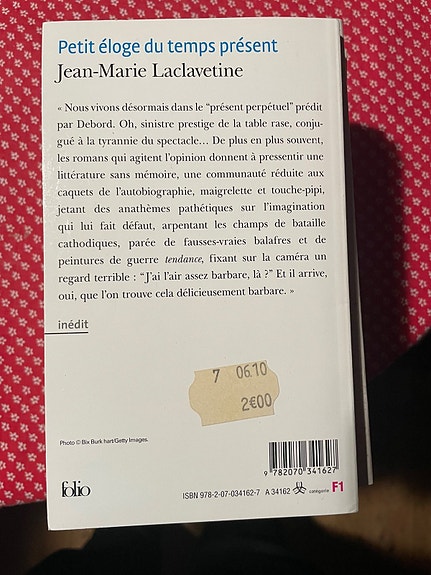 Petit éloge du temps présent
Jean-Marie Laclavetine
« Nous vivons désormais dans le “présent perpétuel” prédit
par Debord. Oh, sinistre prestige de la table rase, conju-
gué à la tyrannie du spectacle… De plus en plus souvent,
les romans qui agitent l’opinion donnent à pressentir une
littérature sans mémoire, une communauté réduite aux
caquets de l’autobiographie, maigrelette et touche-pipi,
jetant des anathèmes pathétiques sur l’imagination
qui lui fait défaut, arpentant les champs de bataille
cathodiques, parée de fausses-vraies balafres et de
peintures de guerre tendance, fixant sur la caméra un
regard terrible : “J’ai l’air assez barbare, là ?” Et il arrive,
oui, que l’on trouve cela délicieusement barbare. »
inédit
7 06.10
2€00
Photo © Bix Burk hart/Getty Images.
9 782070 341627
folio
ISBN 978-2-07-034162-7 A 34162 catégorie F1